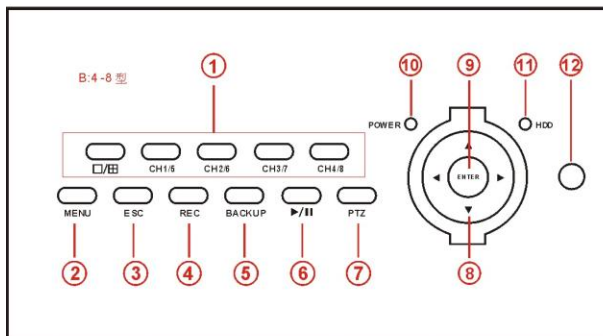 B:4-8 型
①
⑩
⑨
⑪
⑫
POWER
HDD
□/⊞
CH1/5
CH2/6
CH3/7
CH4/8
▲
◀
ENTER
▶
▼
MENU
ESC
REC
BACKUP
▶/II
PTZ
②
③
④
⑤
⑥
⑦
⑧